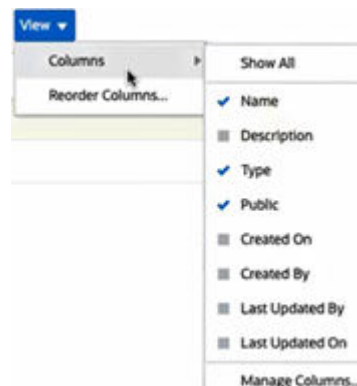 View
Columns
Reorder Columns...
Show All
Name
Description
Type
Public
Created On
Created By
Last Updated By
Last Updated On
Manage Columns...